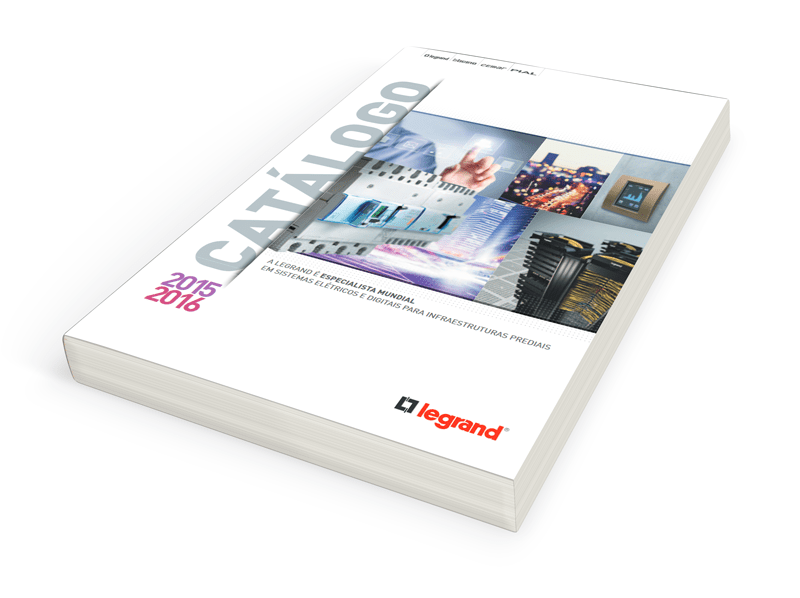 legrand bticino cemar PIAL
CATÁLOGO
2015
2016
A LEGRAND É ESPECIALISTA MUNDIAL
EM SISTEMAS ELÉTRICOS E DIGITAIS PARA INFRAESTRUTURAS PREDIAIS
legrand®